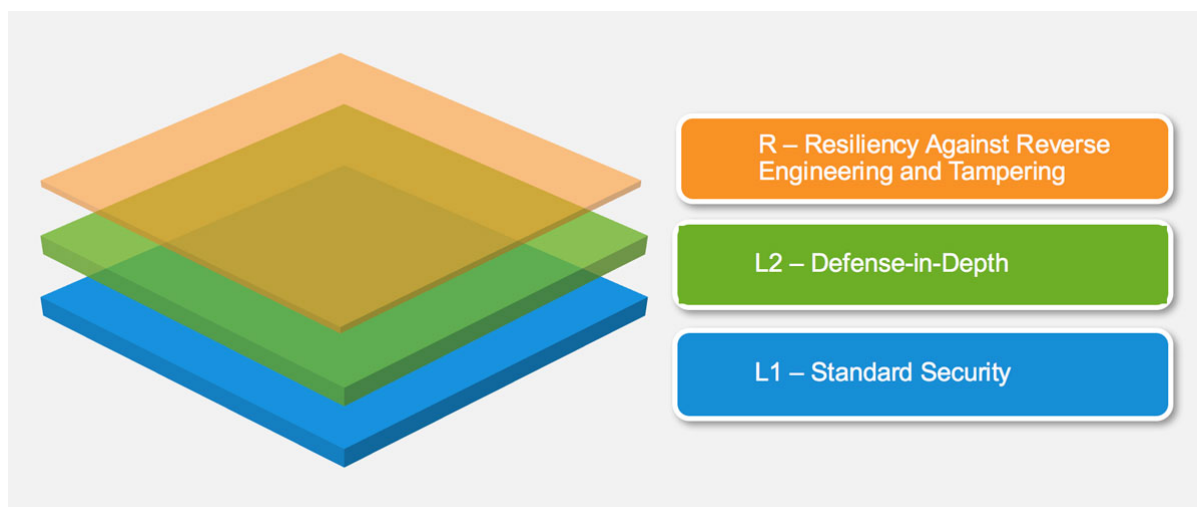 R – Resiliency Against Reverse
Engineering and Tampering
L2 – Defense-in-Depth
L1 – Standard Security